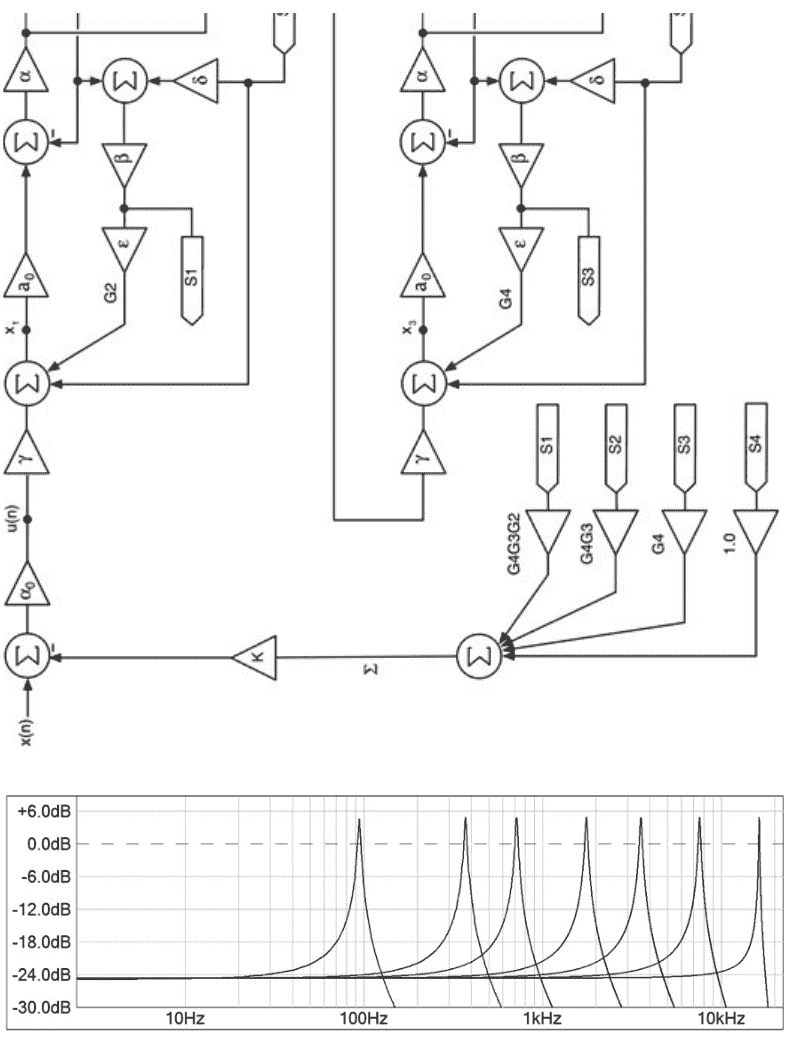 α
Σ
δ
α
Σ
δ
Σ
-
β
Σ
-
β
a0
ε
G2
S1
a0
ε
G4
S3
x1
x3
Σ
Σ
γ
γ
S1
S2
S3
S4
u(n)
G4G3G2
G4G3
G4
1.0
α0
Σ
-
K
Σ
Σ
x(n)
+6.0dB
0.0dB
-6.0dB
-12.0dB
-18.0dB
-24.0dB
-30.0dB
10Hz 100Hz 1kHz 10kHz